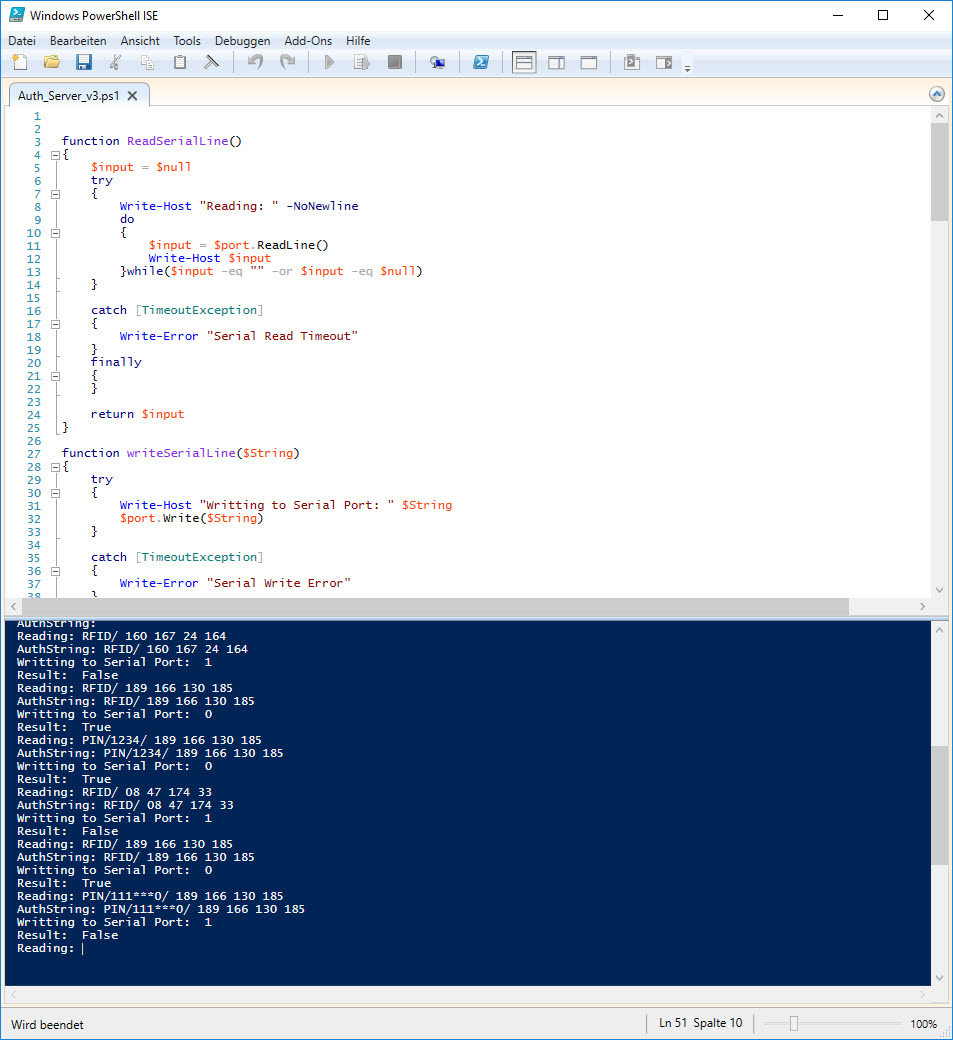 Windows PowerShell ISE
Datei Bearbeiten Ansicht Tools Debuggen Add-Ons Hilfe
Auth_Server_v3.ps1
1
2
3 function ReadSerialLine()
4 {
5 $input = $null
6 try
7 {
8 Write-Host "Reading: " -NoNewline
9 do
10 {
11 $input = $port.ReadLine()
12 Write-Host $input
13 }while($input -eq "" -or $input -eq $null)
14 }
15
16 catch [TimeoutException]
17 {
18 Write-Error "Serial Read Timeout"
19 }
20 finally
21 {
22 }
23
24 return $input
25 }
26
27 function writeSerialLine($String)
28 {
29 try
30 {
31 Write-Host "Writting to Serial Port: " $String
32 $port.Write($String)
33 }
34
35 catch [TimeoutException]
36 {
37 Write-Error "Serial Write Error"
38 }
AuthString:
Reading: RFID/ 160 167 24 164
AuthString: RFID/ 160 167 24 164
Writting to Serial Port:  1
Result:  False
Reading: RFID/ 189 166 130 185
AuthString: RFID/ 189 166 130 185
Writting to Serial Port:  0
Result:  True
Reading: PIN/1234/ 189 166 130 185
AuthString: PIN/1234/ 189 166 130 185
Writting to Serial Port:  0
Result:  True
Reading: RFID/ 08 47 174 33
AuthString: RFID/ 08 47 174 33
Writting to Serial Port:  1
Result:  False
Reading: RFID/ 189 166 130 185
AuthString: RFID/ 189 166 130 185
Writting to Serial Port:  0
Result:  True
Reading: PIN/111***0/ 189 166 130 185
AuthString: PIN/111***0/ 189 166 130 185
Writting to Serial Port:  1
Result:  False
Reading:
Wird beendet
Ln 51 Spalte 10
100%